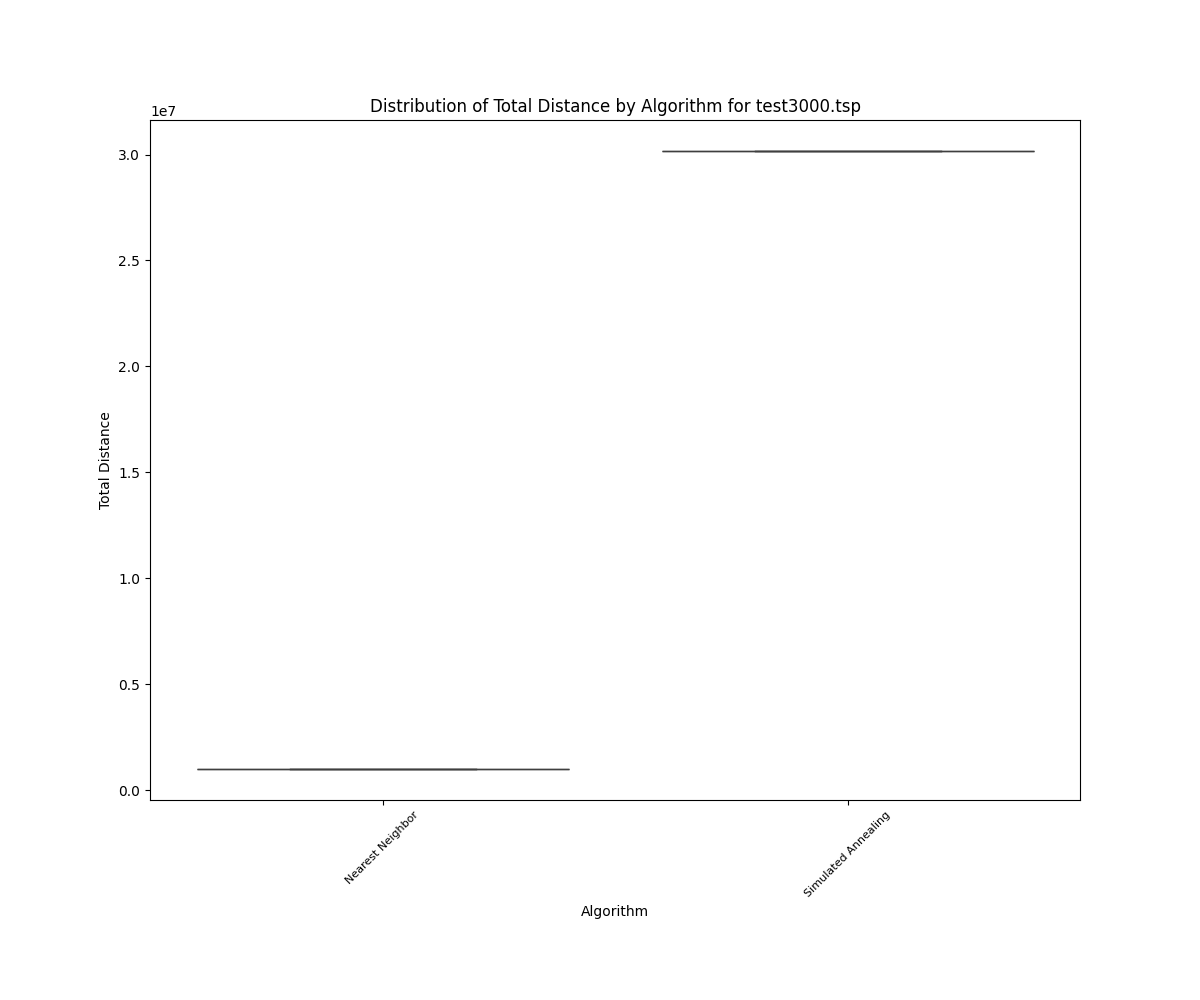 Distribution of Total Distance by Algorithm for test3000.tsp
1e7
3.0
2.5
2.0
1.5
1.0
0.5
0.0
Total Distance
Nearest Neighbor
Simulated Annealing
Algorithm